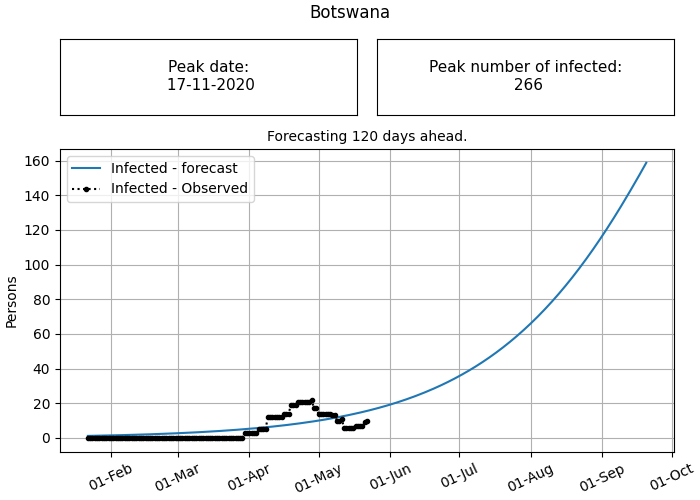 Botswana
Peak date:
17-11-2020
Peak number of infected:
266
Forecasting 120 days ahead.
Infected - forecast
Infected - Observed
Persons
160
140
120
100
80
60
40
20
0
01-Feb
01-Mar
01-Apr
01-May
01-Jun
01-Jul
01-Aug
01-Sep
01-Oct